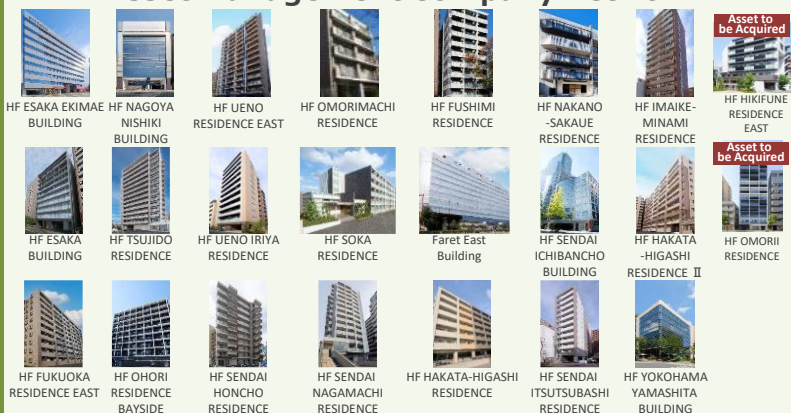 Asset to
be Acquired
HF ESAKA EKIMAE
BUILDING
HF NAGOYA
NISHIKI
BUILDING
HF UENO
RESIDENCE EAST
HF OMORIMACHI
RESIDENCE
HF FUSHIMI
RESIDENCE
HF NAKANO
-SAKAUE
RESIDENCE
HF IMAIKE-
MINAMI
RESIDENCE
HF HIKIFUNE
RESIDENCE
EAST
Asset to
be Acquired
HF ESAKA
BUILDING
HF TSUJIDO
RESIDENCE
HF UENO IRIYA
RESIDENCE
HF SOKA
RESIDENCE
Faret East
Building
HF SENDAI
ICHIBANCHO
BUILDING
HF HAKATA
-HIGASHI
RESIDENCE Ⅱ
HF OMORII
RESIDENCE
HF FUKUOKA
RESIDENCE EAST
HF OHORI
RESIDENCE
BAYSIDE
HF SENDAI
HONCHO
RESIDENCE
HF SENDAI
NAGAMACHI
RESIDENCE
HF HAKATA-HIGASHI
RESIDENCE
HF SENDAI
ITSUTSUBASHI
RESIDENCE
HF YOKOHAMA
YAMASHITA
BUILDING